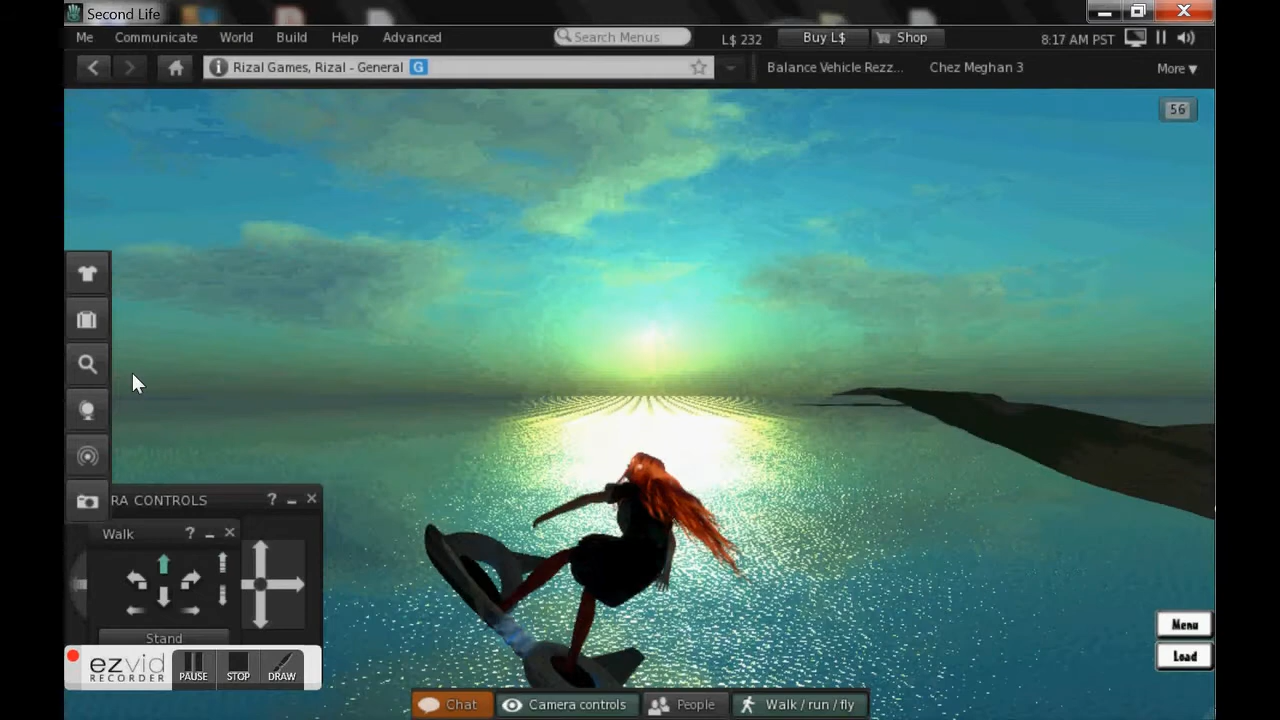 Second Life
Me Communicate World Build Help Advanced Search Menus L$ 232 Buy L$ Shop 8:17 AM PST
Rizal Games, Rizal - General G Balance Vehicle Rezz... Chez Meghan 3 More
56
RA CONTROLS ?
Walk ?
Stand
ezvid
RECORDER
PAUSE STOP DRAW
Menu
Load
Chat Camera controls People Walk / run / fly